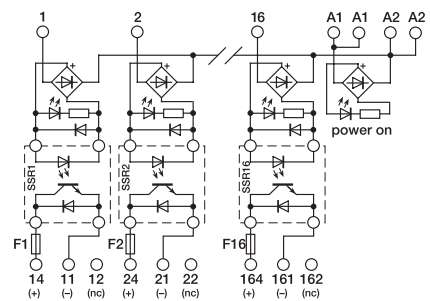 1 2 16 A1 A1 A2 A2
+ + + +
power on
SSR1 SSR2 SSR16
F1 F2 F16
14 11 12 24 21 22 164 161 162
(+) (−) (nc) (+) (−) (nc) (+) (−) (nc)